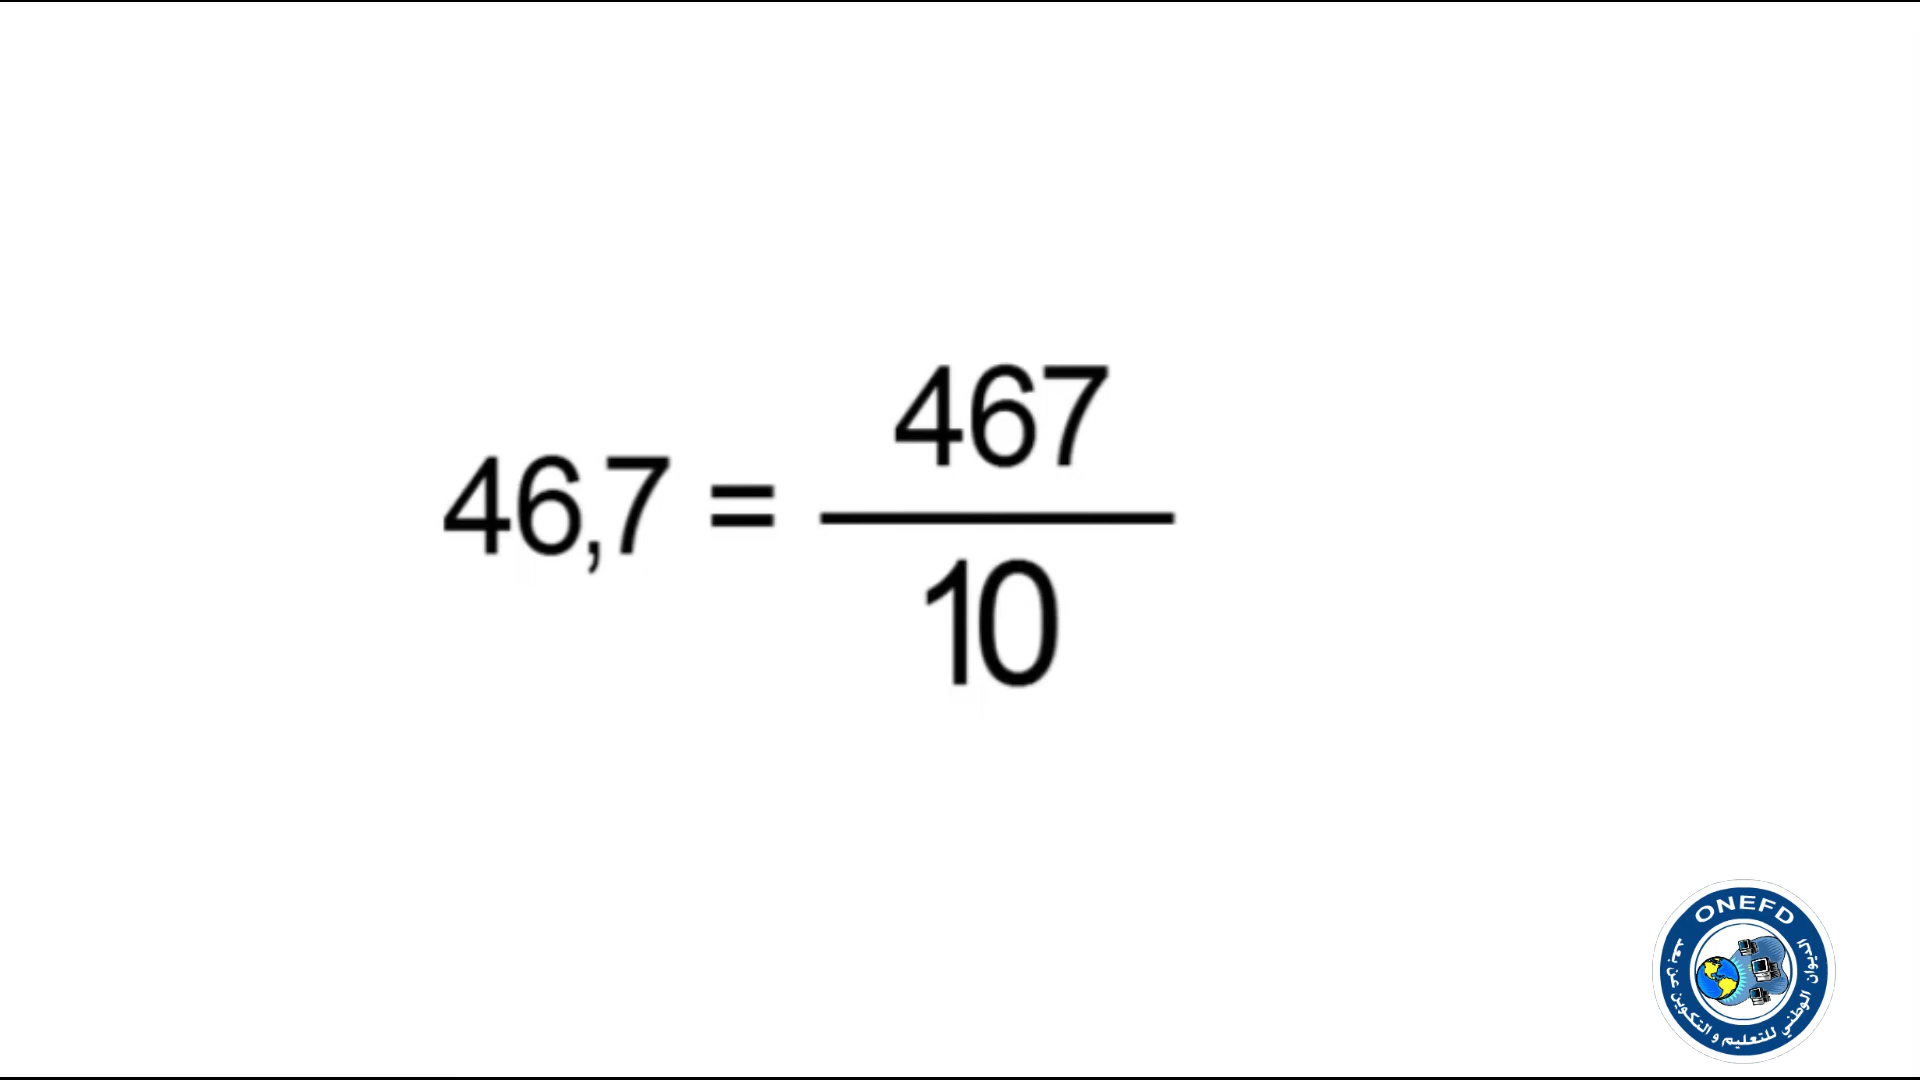 46,7 = 467
10
ONEFD
الديوان الوطني للتعليم و التكوين عن بعد